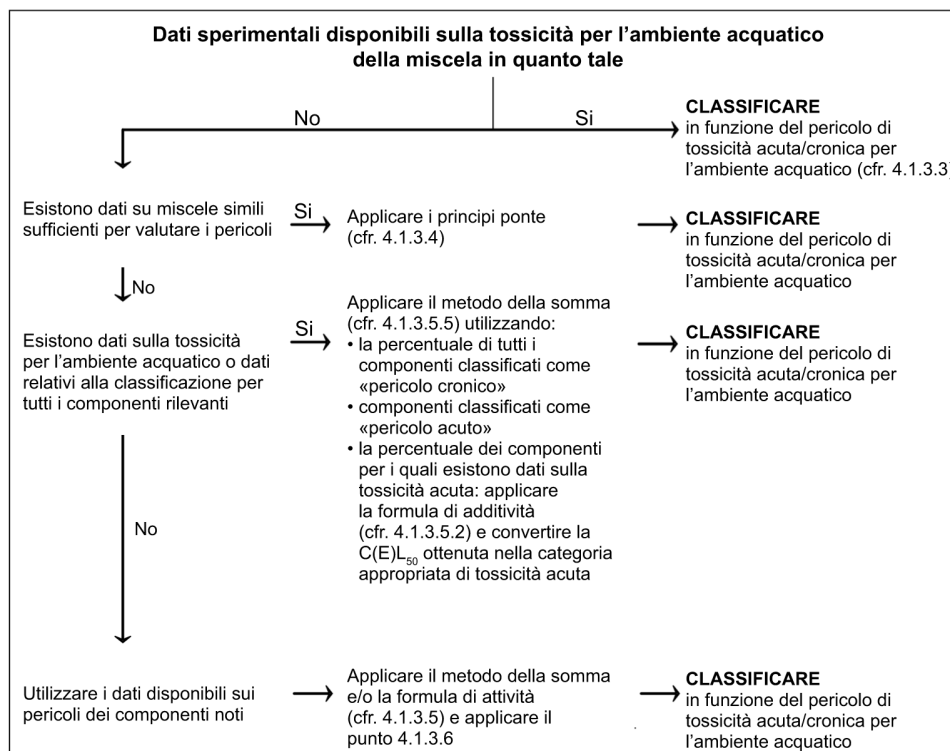 Dati sperimentali disponibili sulla tossicità per l'ambiente acquatico
della miscela in quanto tale
No
Si
CLASSIFICARE
in funzione del pericolo di
tossicità acuta/cronica per
l'ambiente acquatico (cfr. 4.1.3.3)
Esistono dati su miscele simili
sufficienti per valutare i pericoli
Si
Applicare i principi ponte
(cfr. 4.1.3.4)
CLASSIFICARE
in funzione del pericolo di
tossicità acuta/cronica per
l'ambiente acquatico
No
Esistono dati sulla tossicità
per l'ambiente acquatico o dati
relativi alla classificazione per
tutti i componenti rilevanti
Si
Applicare il metodo della somma
(cfr. 4.1.3.5.5) utilizzando:
• la percentuale di tutti i
componenti classificati come
«pericolo cronico»
• componenti classificati come
«pericolo acuto»
• la percentuale dei componenti
per i quali esistono dati sulla
tossicità acuta: applicare
la formula di additività
(cfr. 4.1.3.5.2) e convertire la
C(E)L50 ottenuta nella categoria
appropriata di tossicità acuta
CLASSIFICARE
in funzione del pericolo di
tossicità acuta/cronica per
l'ambiente acquatico
No
Utilizzare i dati disponibili sui
pericoli dei componenti noti
Applicare il metodo della somma
e/o la formula di attività
(cfr. 4.1.3.5) e applicare il
punto 4.1.3.6
CLASSIFICARE
in funzione del pericolo di
tossicità acuta/cronica per
l'ambiente acquatico